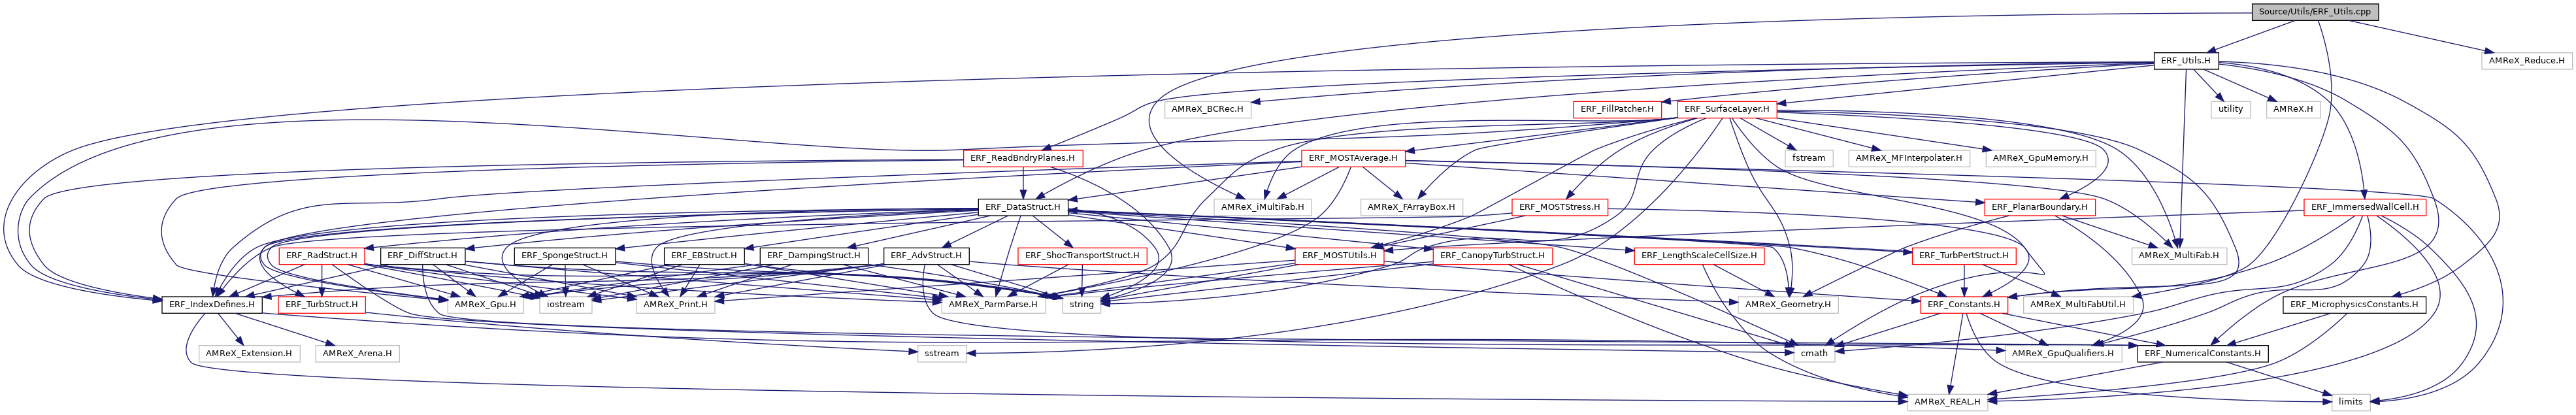 Source/Utils/ERF_Utils.cpp
ERF_Utils.H
AMReX_Reduce.H
AMReX_BCRec.H
ERF_FillPatcher.H
ERF_SurfaceLayer.H
utility
AMReX.H
ERF_ReadBndryPlanes.H
ERF_MOSTAverage.H
fstream
AMReX_MFInterpolater.H
AMReX_GpuMemory.H
ERF_DataStruct.H
AMReX_iMultiFab.H
AMReX_FArrayBox.H
ERF_MOSTStress.H
ERF_PlanarBoundary.H
ERF_ImmersedWallCell.H
ERF_RadStruct.H
ERF_DiffStruct.H
ERF_SpongeStruct.H
ERF_EBStruct.H
ERF_DampingStruct.H
ERF_AdvStruct.H
ERF_ShocTransportStruct.H
ERF_MOSTUtils.H
ERF_CanopyTurbStruct.H
ERF_LengthScaleCellSize.H
ERF_TurbPertStruct.H
AMReX_MultiFab.H
ERF_IndexDefines.H
ERF_TurbStruct.H
AMReX_Gpu.H
iostream
AMReX_Print.H
AMReX_ParmParse.H
string
AMReX_Geometry.H
ERF_Constants.H
AMReX_MultiFabUtil.H
ERF_MicrophysicsConstants.H
AMReX_Extension.H
AMReX_Arena.H
sstream
cmath
AMReX_GpuQualifiers.H
ERF_NumericalConstants.H
AMReX_REAL.H
limits